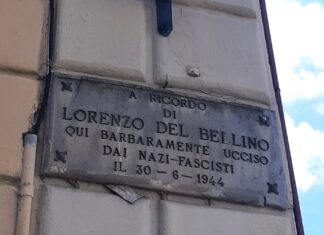 A RICORDO
DI
LORENZO DEL BELLINO
QUI BARBARAMENTE UCCISO
DAI NAZI-FASCISTI
IL 30-6-1944